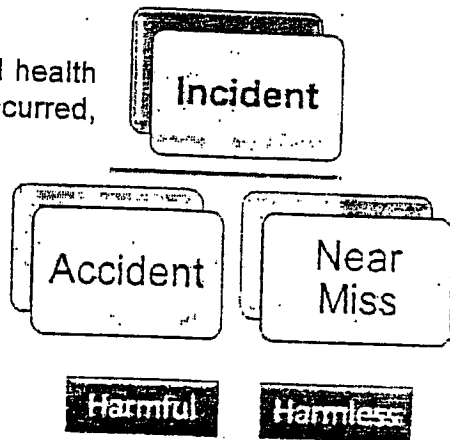 l health
curred,
Incident
Accident
Near
Miss
Harmful
Harmless